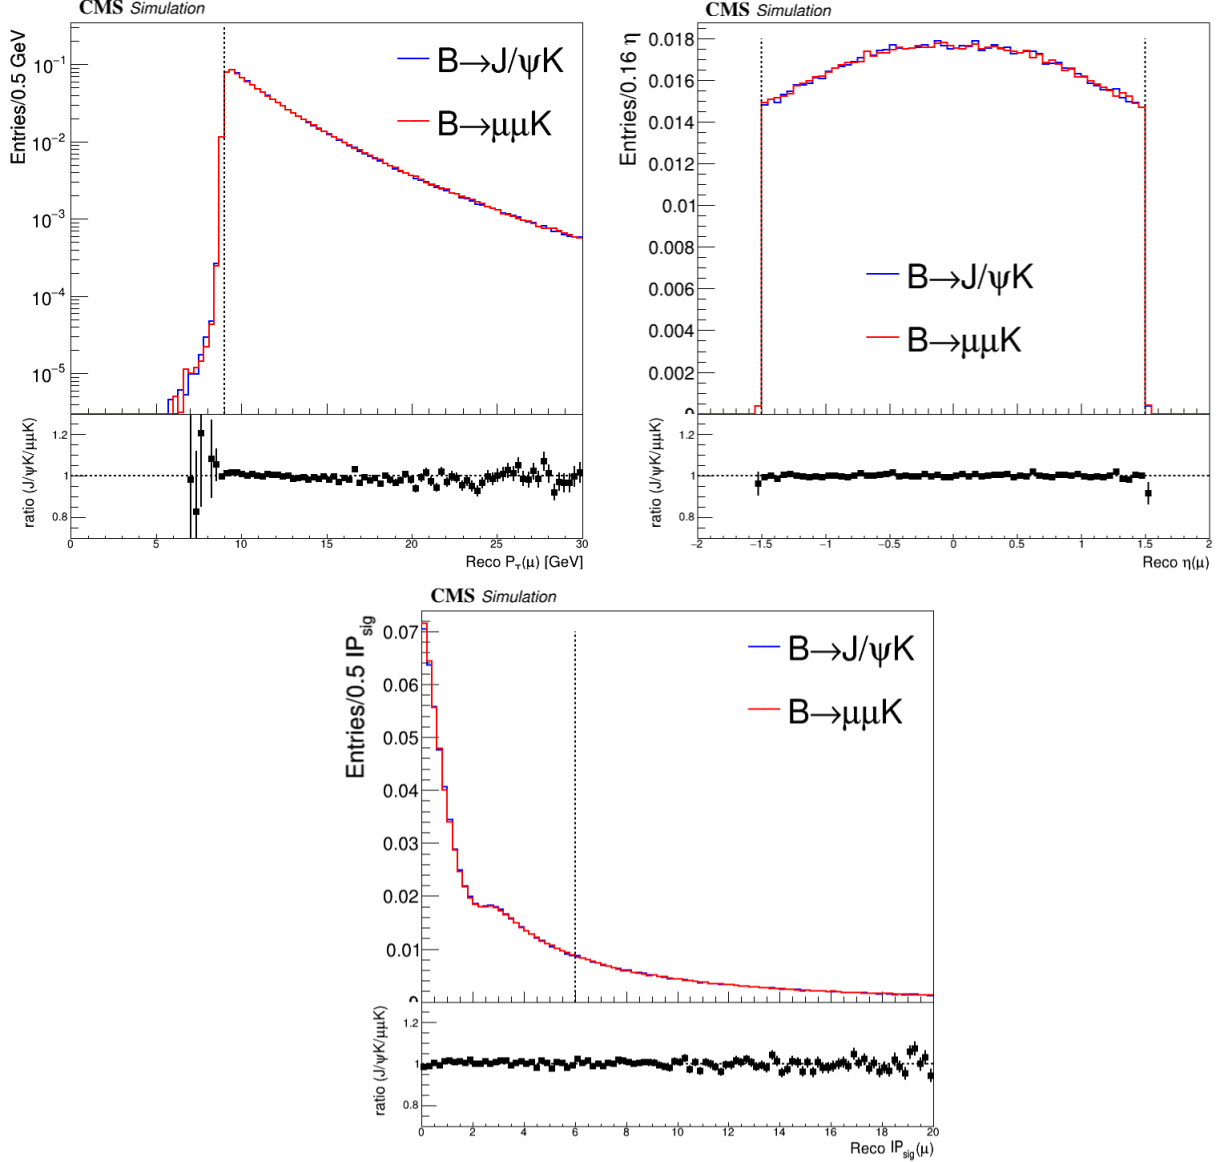 CMS Simulation
Entries/0.5 GeV
10⁻¹
10⁻²
10⁻³
10⁻⁴
10⁻⁵
B→J/ψK
B→μμK
ratio (J/ψK/μμK)
1.2
1
0.8
0 5 10 15 20 25 30
Reco P_T(μ) [GeV]
CMS Simulation
Entries/0.16 η
0.018
0.016
0.014
0.012
0.01
0.008
0.006
0.004
0.002
0
B→J/ψK
B→μμK
ratio (J/ψK/μμK)
1.2
1
0.8
−2 −1.5 −1 −0.5 0 0.5 1 1.5 2
Reco η(μ)
CMS Simulation
Entries/0.5 IP_sig
0.07
0.06
0.05
0.04
0.03
0.02
0.01
0
B→J/ψK
B→μμK
ratio (J/ψK/μμK)
1.2
1
0.8
0 2 4 6 8 10 12 14 16 18 20
Reco IP_sig(μ)